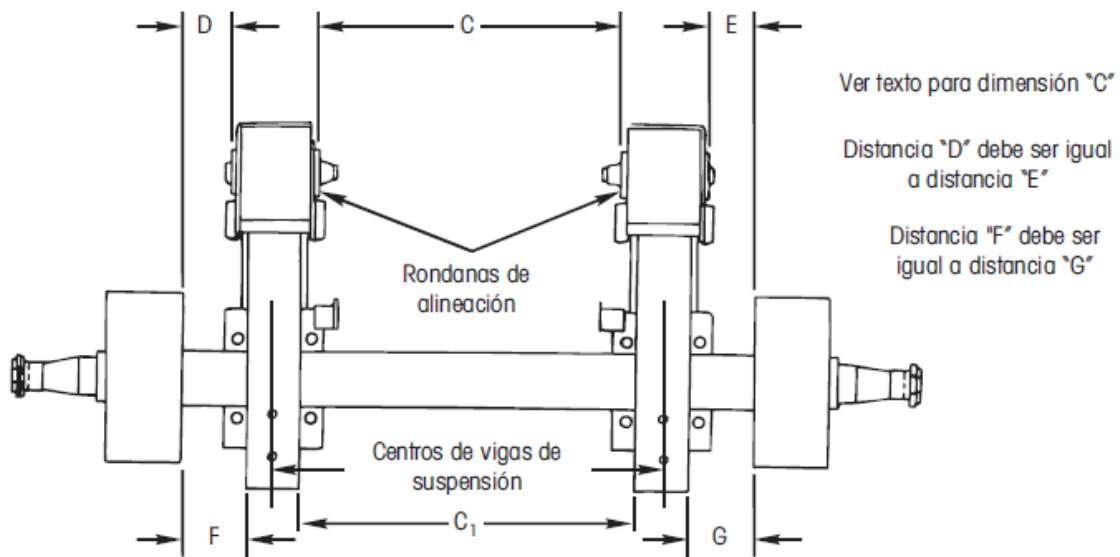 D
C
E
Ver texto para dimensión “C”
Distancia “D” debe ser igual
a distancia “E”
Distancia "F" debe ser
igual a distancia “G”
Rondanas de
alineación
Centros de vigas de
suspensión
F
C₁
G